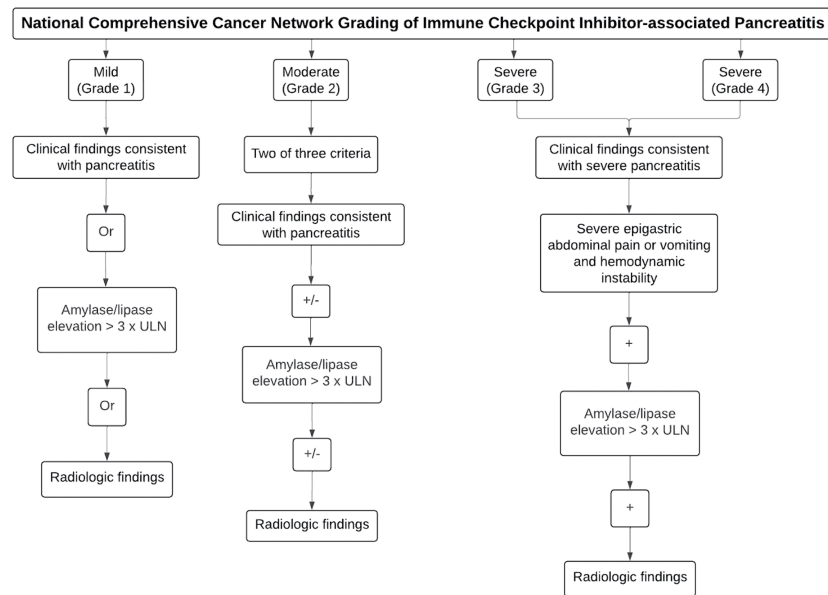 National Comprehensive Cancer Network Grading of Immune Checkpoint Inhibitor-associated Pancreatitis
Mild
(Grade 1)
Clinical findings consistent
with pancreatitis
Or
Amylase/lipase
elevation > 3 x ULN
Or
Radiologic findings
Moderate
(Grade 2)
Two of three criteria
Clinical findings consistent
with pancreatitis
+/-
Amylase/lipase
elevation > 3 x ULN
+/-
Radiologic findings
Severe
(Grade 3)
Severe
(Grade 4)
Clinical findings consistent
with severe pancreatitis
Severe epigastric
abdominal pain or vomiting
and hemodynamic
instability
+
Amylase/lipase
elevation > 3 x ULN
+
Radiologic findings